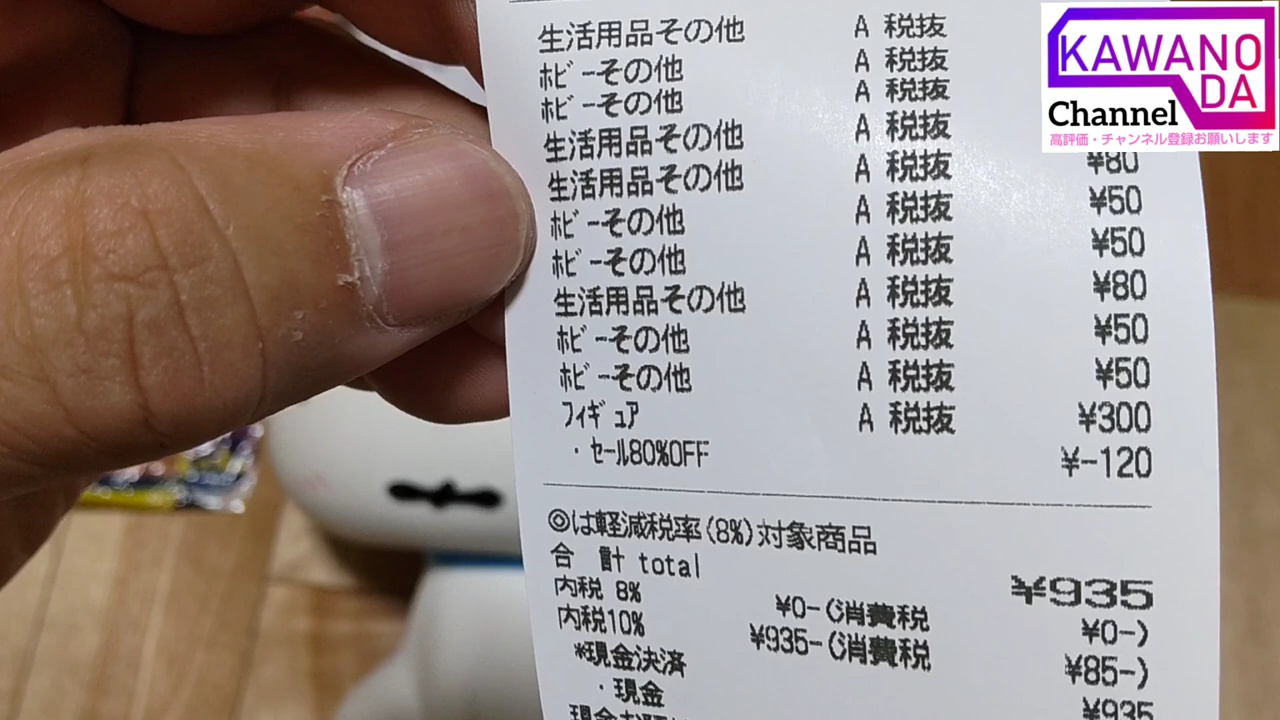 生活用品その他 A 税抜
ホビーその他 A 税抜
ホビーその他 A 税抜
生活用品その他 A 税抜 ¥80
生活用品その他 A 税抜 ¥50
ホビーその他 A 税抜 ¥50
ホビーその他 A 税抜 ¥80
生活用品その他 A 税抜 ¥50
ホビーその他 A 税抜 ¥50
ホビーその他 A 税抜 ¥300
フィギュア A 税抜 ¥-120
・セール80%OFF
◎は軽減税率(8%)対象商品
合 計 total ¥935
内税 8% ¥0-(消費税 ¥0-)
内税10% ¥935-(消費税 ¥85-)
*現金決済 ¥935
・現金
KAWANO
DA
Channel
高評価・チャンネル登録お願いします